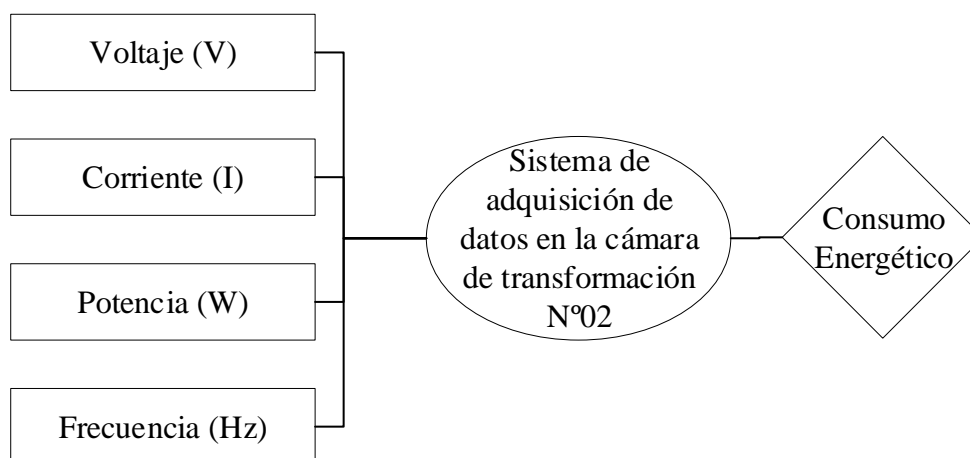 Voltaje (V)
Corriente (I)
Potencia (W)
Frecuencia (Hz)
Sistema de
adquisición de
datos en la cámara
de transformación
Nº02
Consumo
Energético